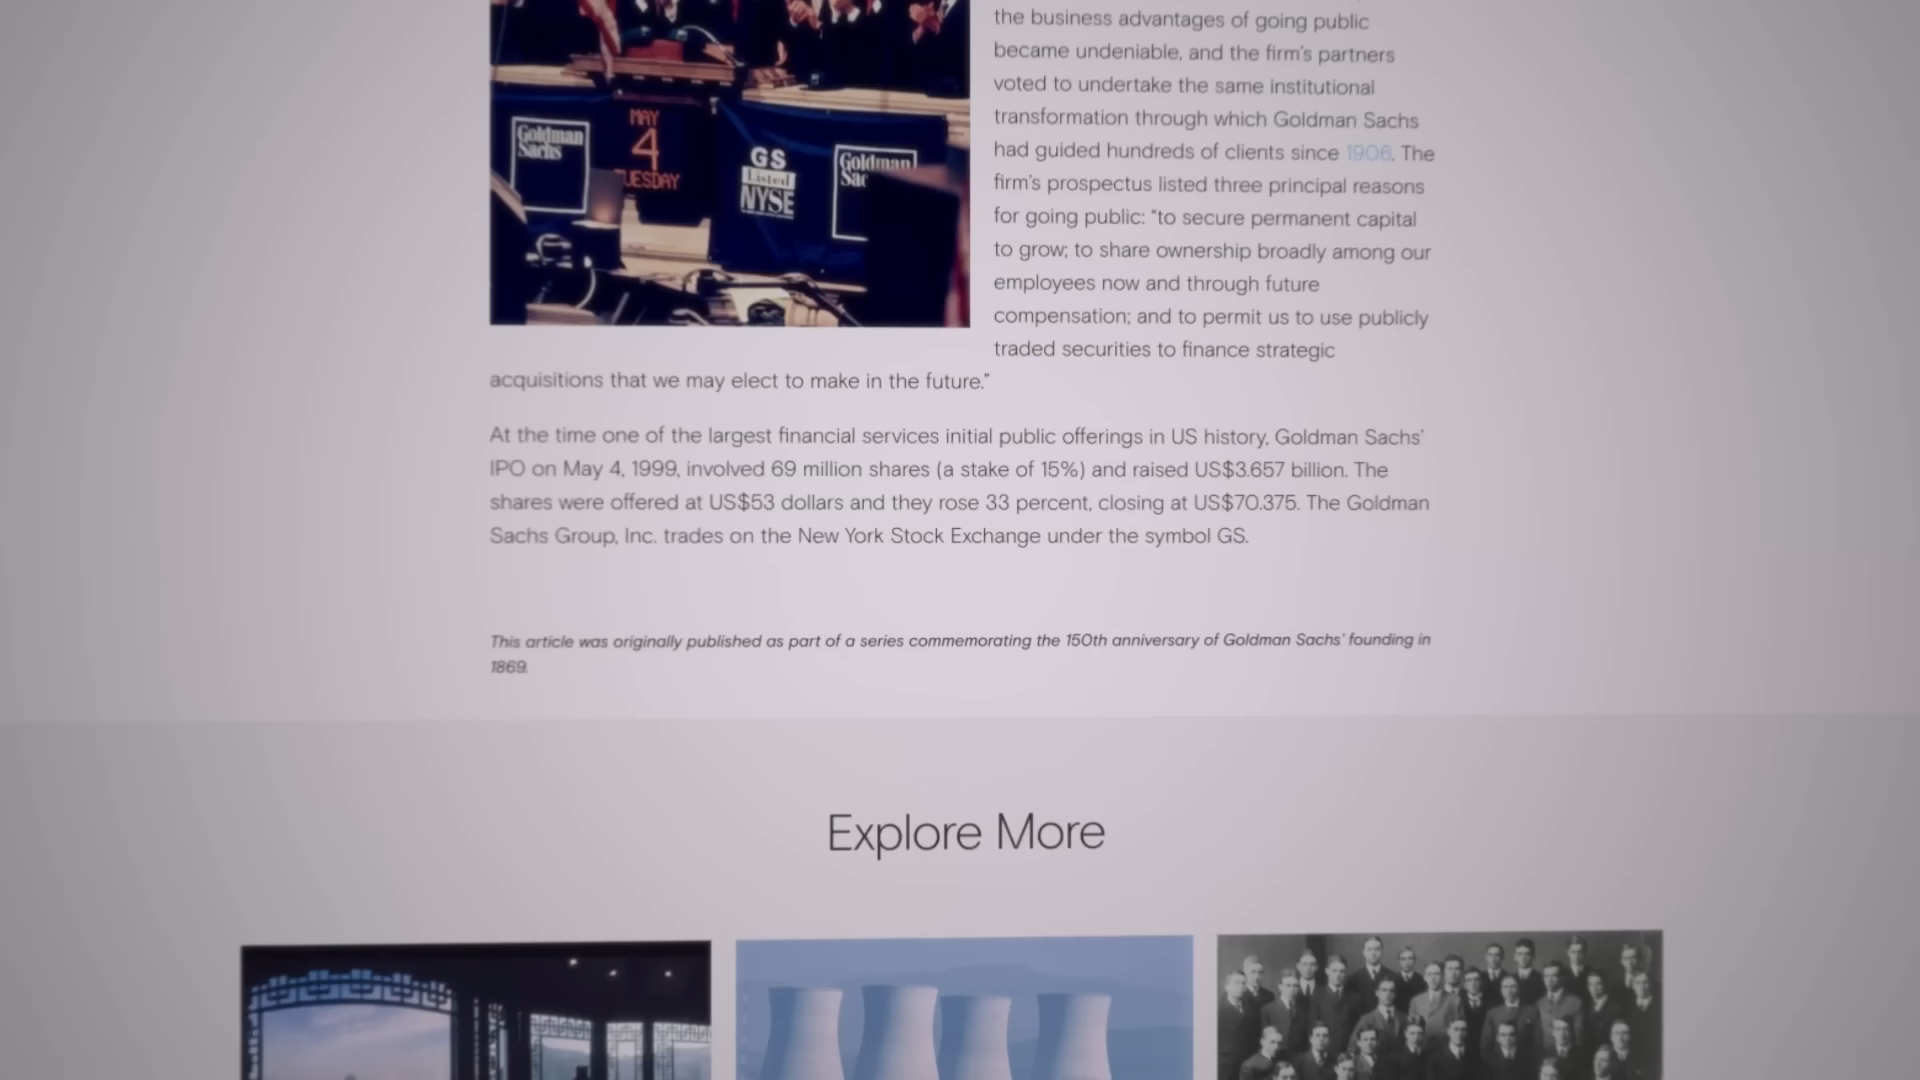 the business advantages of going public
became undeniable, and the firm's partners
voted to undertake the same institutional
transformation through which Goldman Sachs
had guided hundreds of clients since 1906. The
firm's prospectus listed three principal reasons
for going public: “to secure permanent capital
to grow; to share ownership broadly among our
employees now and through future
compensation; and to permit us to use publicly
traded securities to finance strategic
acquisitions that we may elect to make in the future.”
Goldman
Sachs
MAY
4
TUESDAY
GS
Listed
NYSE
Goldman
Sac
At the time one of the largest financial services initial public offerings in US history, Goldman Sachs'
IPO on May 4, 1999, involved 69 million shares (a stake of 15%) and raised US$3.657 billion. The
shares were offered at US$53 dollars and they rose 33 percent, closing at US$70.375. The Goldman
Sachs Group, Inc. trades on the New York Stock Exchange under the symbol GS.
This article was originally published as part of a series commemorating the 150th anniversary of Goldman Sachs' founding in
1869.
Explore More